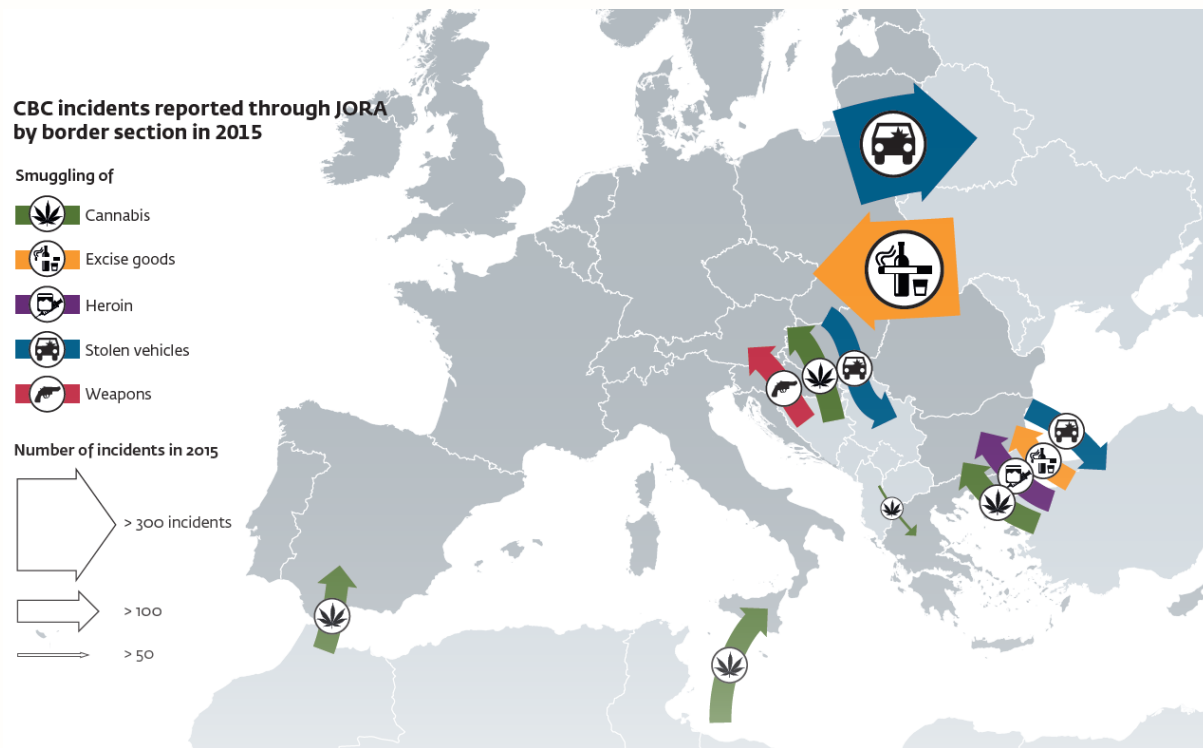 CBC incidents reported through JORA
by border section in 2015
Smuggling of
Cannabis
Excise goods
Heroin
Stolen vehicles
Weapons
Number of incidents in 2015
> 300 incidents
> 100
> 50